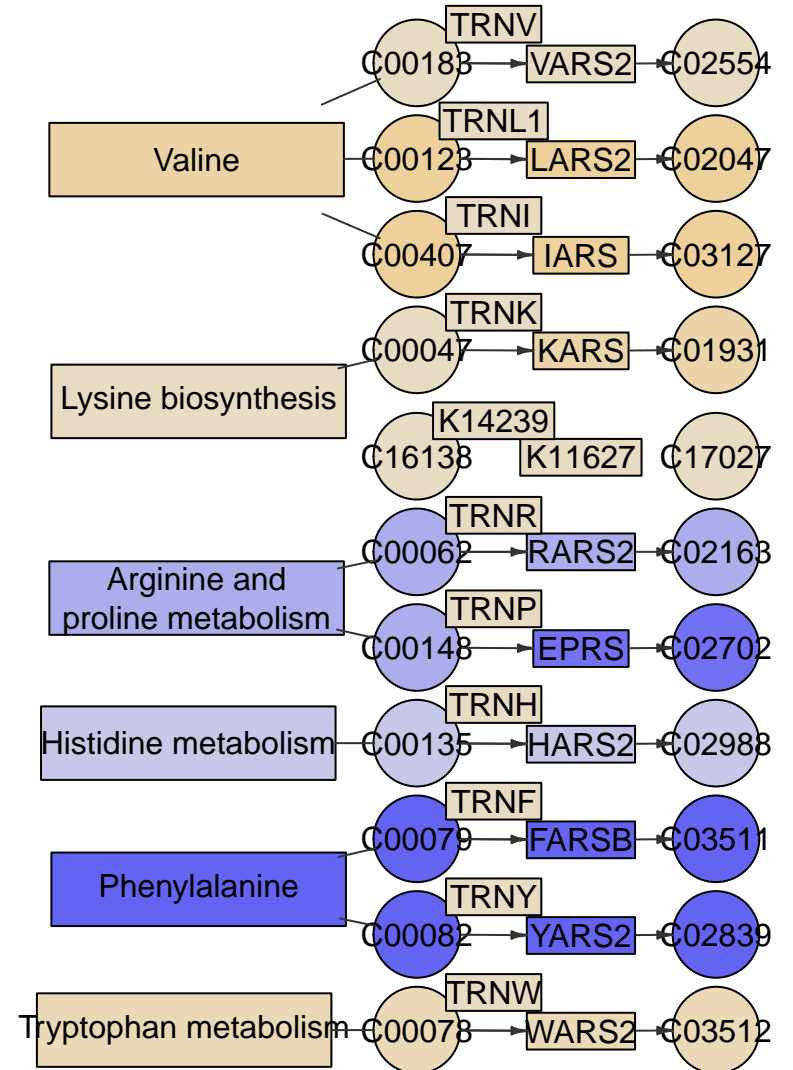 TRNV
C00183
VARS2
C02554
TRNL1
Valine
C00123
LARS2
C02047
TRNI
C00407
IARS
C03127
TRNK
C00047
KARS
C01931
Lysine biosynthesis
K14239
C16138
K11627
C17027
TRNR
C00062
RARS2
C02163
Arginine and
proline metabolism
TRNP
C00148
EPRS
C02702
TRNH
Histidine metabolism
C00135
HARS2
C02988
TRNF
C00079
FARSB
C03511
Phenylalanine
TRNY
C00082
YARS2
C02839
TRNW
Tryptophan metabolism
C00078
WARS2
C03512